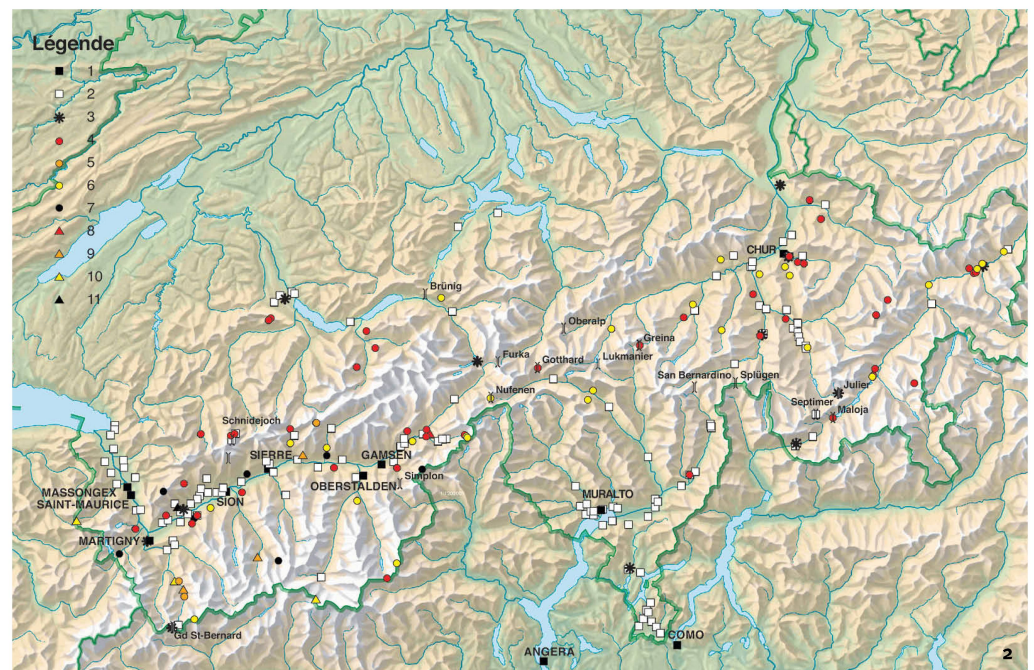 Légende
1
2
3
4
5
6
7
8
9
10
11
CHUR
Brünig
Oberalp
Greina
Furka
Gotthard
Lukmanier
San Bernardino
Splügen
Nufenen
Julier
Septimer
Maloja
Schnidejoch
SIERRE
GAMSEN
Simplon
OBERSTALDEN
MASSONGEX
SAINT-MAURICE
SION
MURALTO
MARTIGNY
Gd St-Bernard
COMO
ANGERA
2